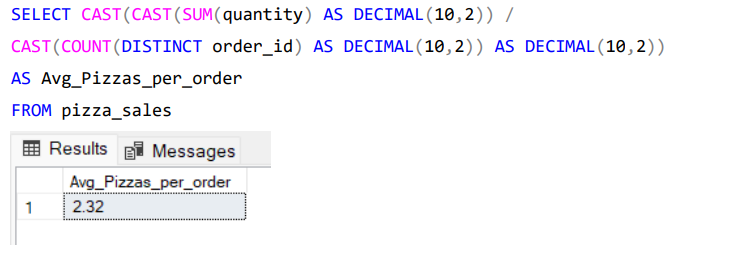 SELECT CAST(CAST(SUM(quantity) AS DECIMAL(10,2)) /
CAST(COUNT(DISTINCT order_id) AS DECIMAL(10,2)) AS DECIMAL(10,2))
AS Avg_Pizzas_per_order
FROM pizza_sales
Results Messages
Avg_Pizzas_per_order
1 2.32